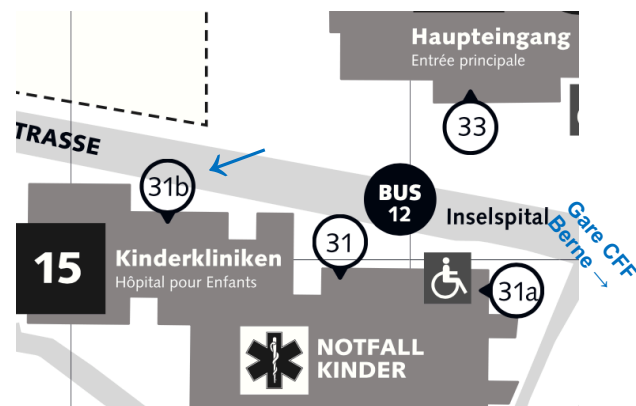 Haupteingang
Entrée principale
33
TRASSE
31b
BUS
12
Inselspital
Gare CFF
Berne →
31
15
Kinderkliniken
Hôpital pour Enfants
31a
NOTFALL
KINDER